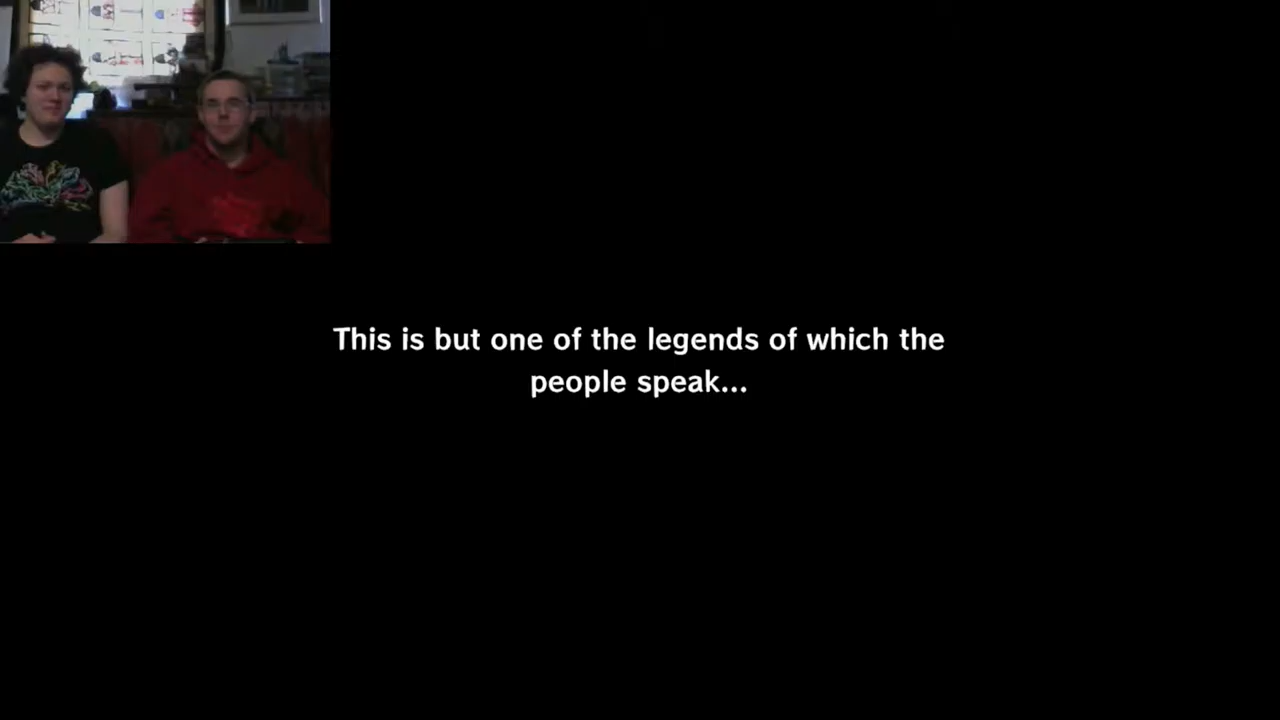 This is but one of the legends of which the
people speak...